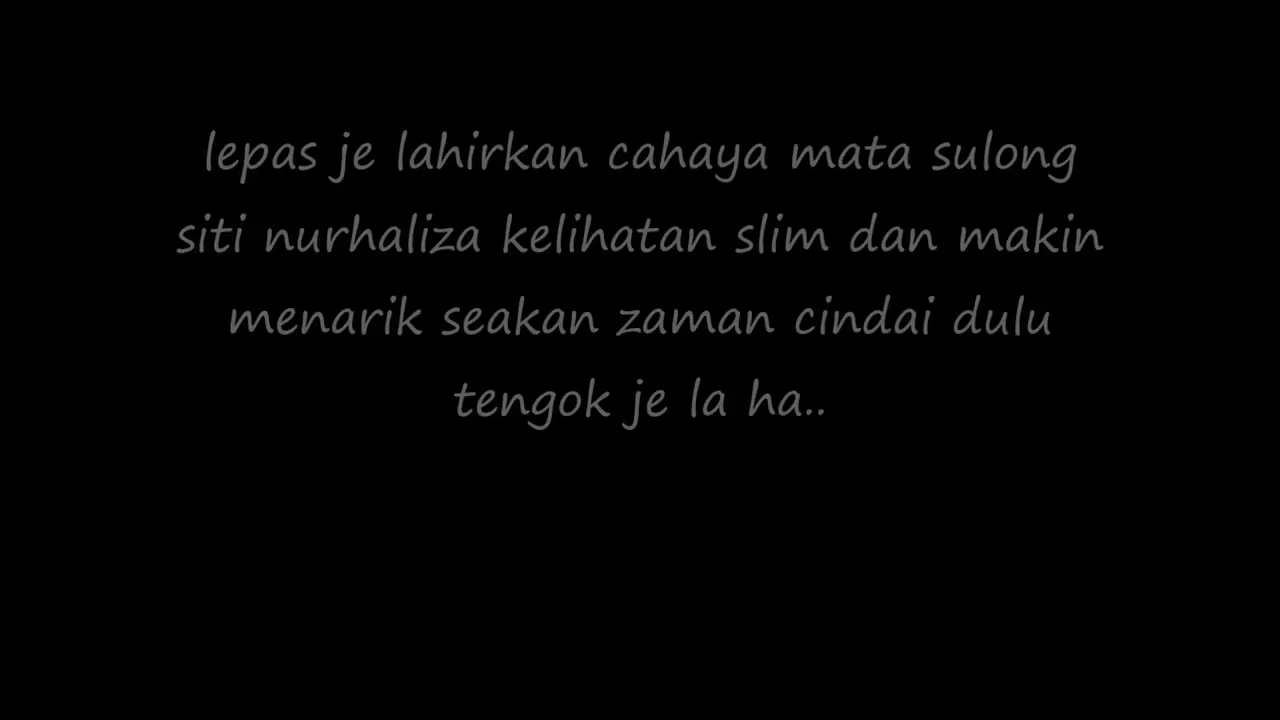 lepas je lahirkan cahaya mata sulong
siti nurhaliza kelihatan slim dan makin
menarik seakan zaman cindai dulu
tengok je la ha..